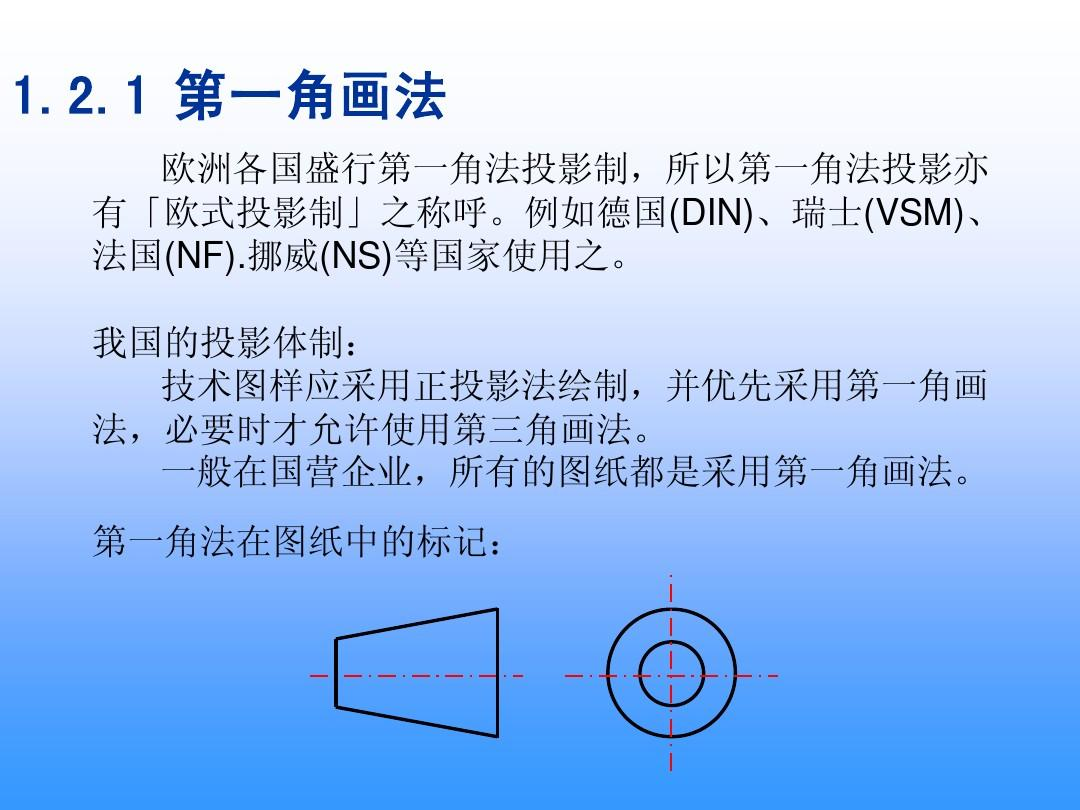 1.2.1 第一角画法
欧洲各国盛行第一角法投影制，所以第一角法投影亦
有「欧式投影制」之称呼。例如德国(DIN)、瑞士(VSM)、
法国(NF).挪威(NS)等国家使用之。
我国的投影体制：
技术图样应采用正投影法绘制，并优先采用第一角画
法，必要时才允许使用第三角画法。
一般在国营企业，所有的图纸都是采用第一角画法。
第一角法在图纸中的标记：